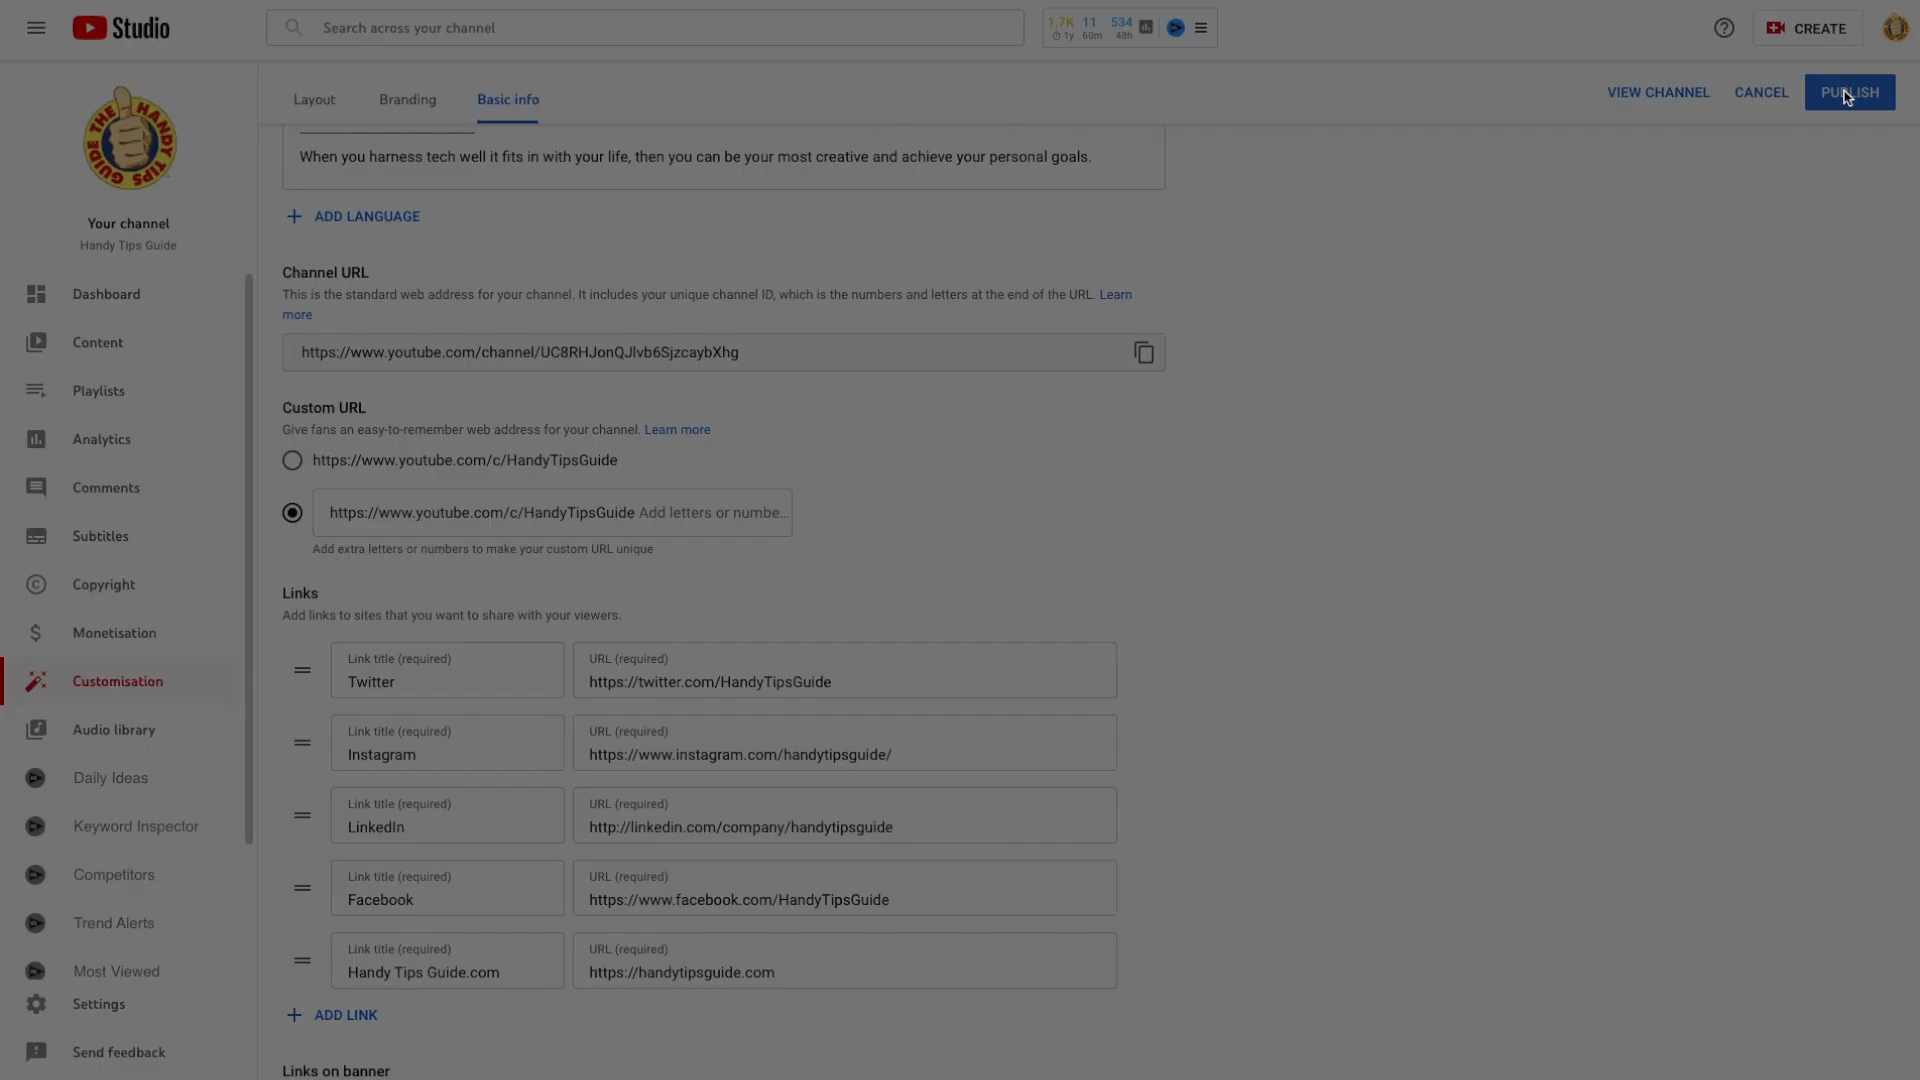 Studio
Search across your channel
1.7K 11 534
1y 60m 48h
CREATE
THE HANDY TIPS GUIDE
Your channel
Handy Tips Guide
Dashboard
Content
Playlists
Analytics
Comments
Subtitles
Copyright
Monetisation
Customisation
Audio library
Daily Ideas
Keyword Inspector
Competitors
Trend Alerts
Most Viewed
Settings
Send feedback
Layout Branding Basic info
VIEW CHANNEL CANCEL PUBLISH
When you harness tech well it fits in with your life, then you can be your most creative and achieve your personal goals.
ADD LANGUAGE
Channel URL
This is the standard web address for your channel. It includes your unique channel ID, which is the numbers and letters at the end of the URL. Learn
more
https://www.youtube.com/channel/UC8RHJonQJlvb6SjzcaybXhg
Custom URL
Give fans an easy-to-remember web address for your channel. Learn more
https://www.youtube.com/c/HandyTipsGuide
https://www.youtube.com/c/HandyTipsGuide Add letters or numbe...
Add extra letters or numbers to make your custom URL unique
Links
Add links to sites that you want to share with your viewers.
Link title (required) URL (required)
Twitter https://twitter.com/HandyTipsGuide
Link title (required) URL (required)
Instagram https://www.instagram.com/handytipsguide/
Link title (required) URL (required)
LinkedIn http://linkedin.com/company/handytipsguide
Link title (required) URL (required)
Facebook https://www.facebook.com/HandyTipsGuide
Link title (required) URL (required)
Handy Tips Guide.com https://handytipsguide.com
ADD LINK
Links on banner